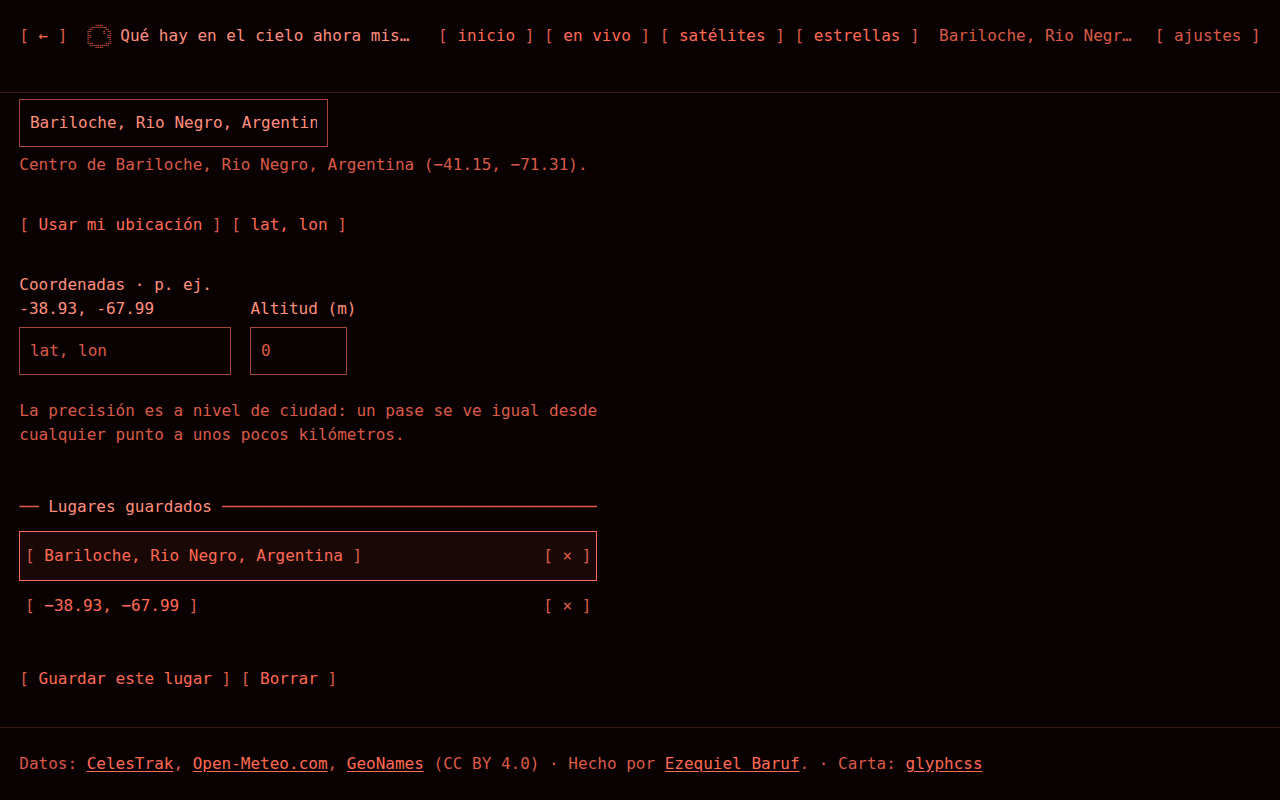 [ ← ] Qué hay en el cielo ahora mis… [ inicio ] [ en vivo ] [ satélites ] [ estrellas ] Bariloche, Rio Negr… [ ajustes ]
Bariloche, Rio Negro, Argentin
Centro de Bariloche, Rio Negro, Argentina (−41.15, −71.31).
[ Usar mi ubicación ] [ lat, lon ]
Coordenadas · p. ej.
-38.93, -67.99 Altitud (m)
lat, lon 0
La precisión es a nivel de ciudad: un pase se ve igual desde
cualquier punto a unos pocos kilómetros.
Lugares guardados
[ Bariloche, Rio Negro, Argentina ] [ × ]
[ −38.93, −67.99 ] [ × ]
[ Guardar este lugar ] [ Borrar ]
Datos: CelesTrak, Open-Meteo.com, GeoNames (CC BY 4.0) · Hecho por Ezequiel Baruf. · Carta: glyphcss